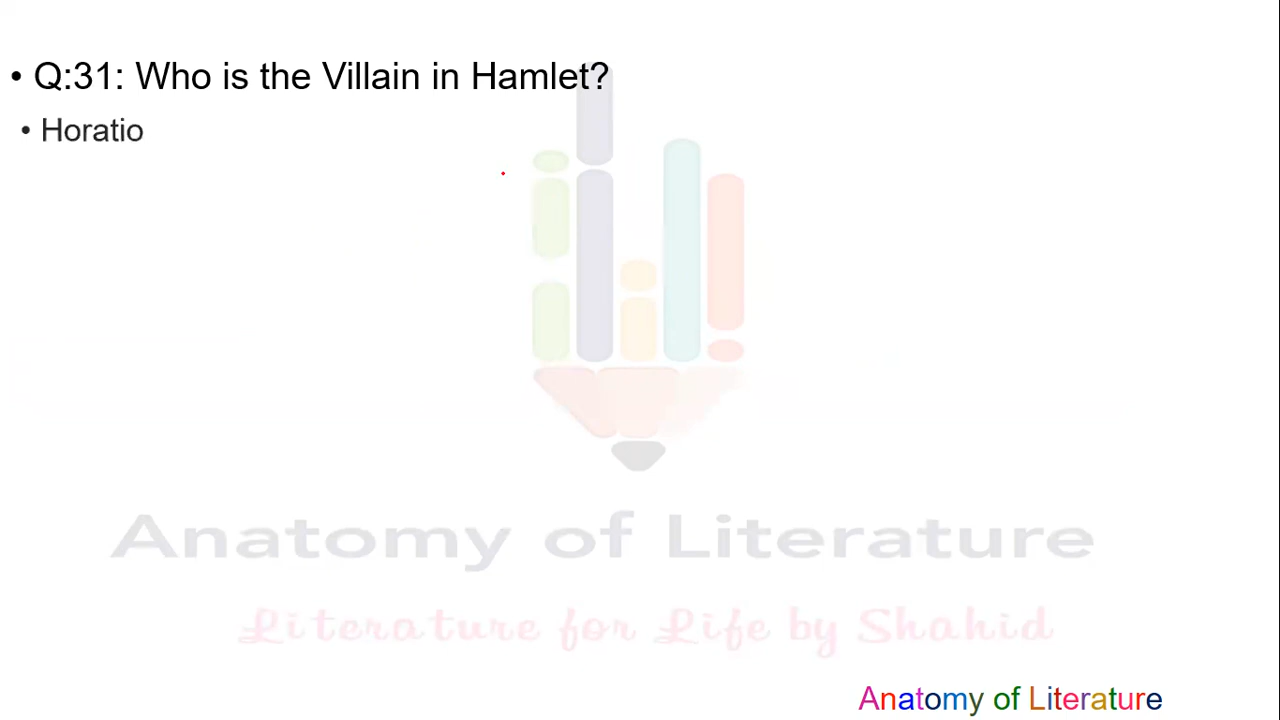 • Q:31: Who is the Villain in Hamlet?
• Horatio
Anatomy of Literature
Literature for Life by Shahid
Anatomy of Literature